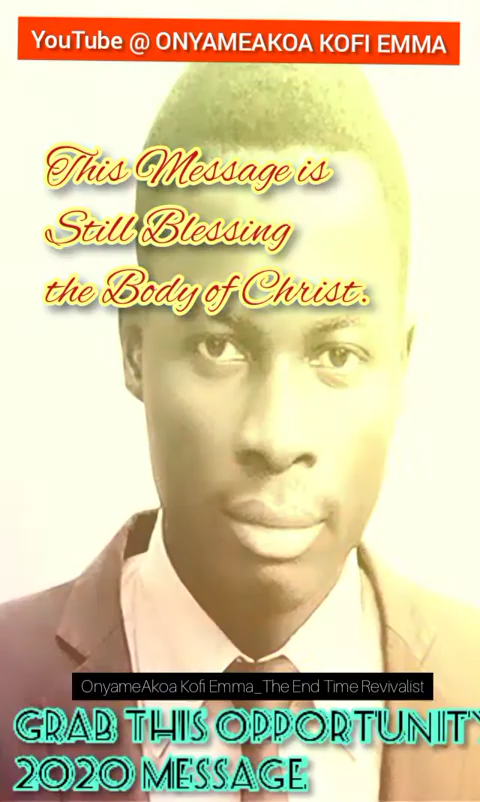 YouTube @ ONYAMEAKOA KOFI EMMA
This Message is
Still Blessing
the Body of Christ.
OnyameAkoa Kofi Emma_The End Time Revivalist
GRAB THIS OPPORTUNITY
2020 MESSAGE